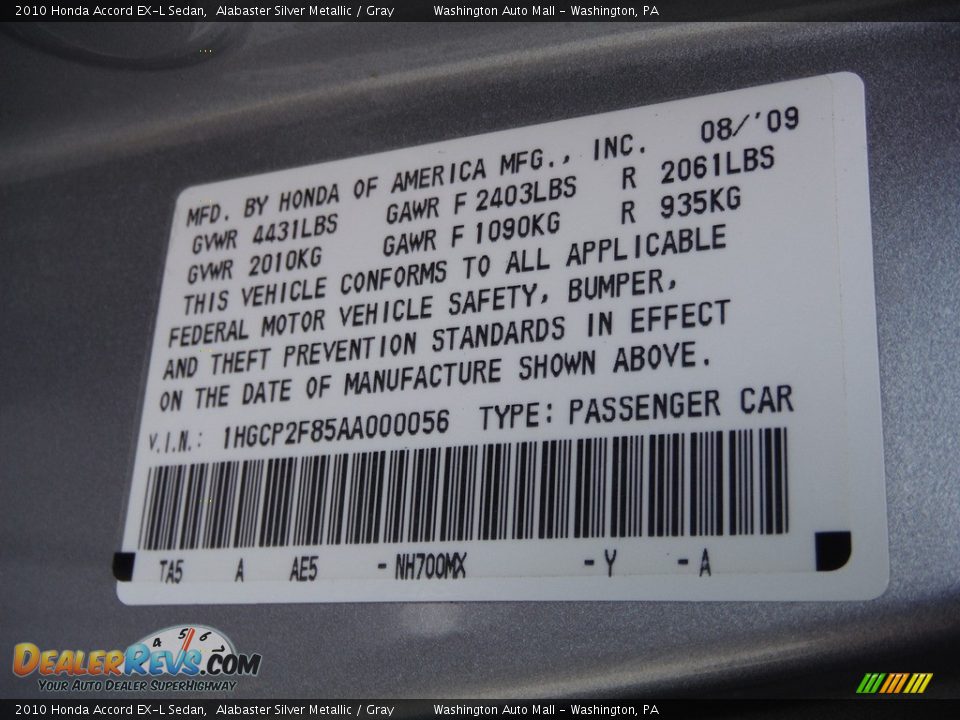 2010 Honda Accord EX-L Sedan, Alabaster Silver Metallic / Gray Washington Auto Mall - Washington, PA
MFD. BY HONDA OF AMERICA MFG., INC. 08/'09
GVWR 4431LBS GAWR F 2403LBS R 2061LBS
GVWR 2010KG GAWR F 1090KG R 935KG
THIS VEHICLE CONFORMS TO ALL APPLICABLE
FEDERAL MOTOR VEHICLE SAFETY, BUMPER,
AND THEFT PREVENTION STANDARDS IN EFFECT
ON THE DATE OF MANUFACTURE SHOWN ABOVE.
V.I.N.: 1HGCP2F85AA000056 TYPE: PASSENGER CAR
TA5 A AE5 - NH700MX - Y - A
4 5 6
DEALERREVS.COM
YOUR AUTO DEALER SUPERHIGHWAY
2010 Honda Accord EX-L Sedan, Alabaster Silver Metallic / Gray Washington Auto Mall - Washington, PA